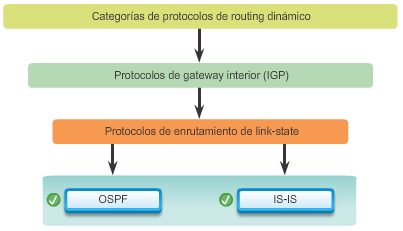 Categorías de protocolos de routing dinámico
Protocolos de gateway interior (IGP)
Protocolos de enrutamiento de link-state
OSPF
IS-IS